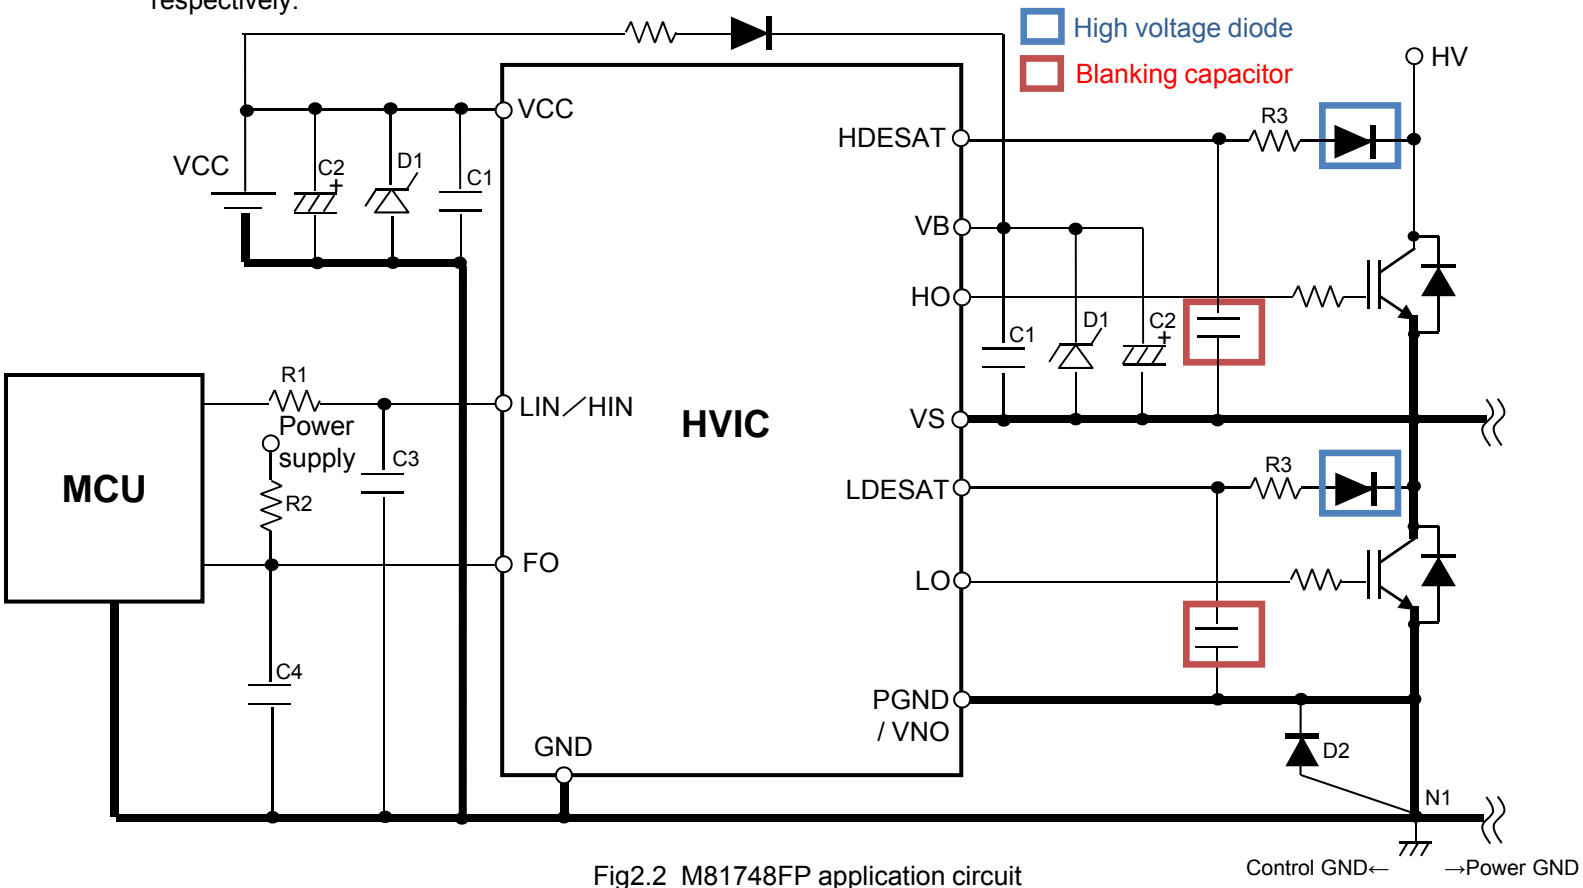 respectively.
High voltage diode
Blanking capacitor
HV
VCC
HDESAT
R3
VCC
C2
+
D1
C1
VB
HO
C1
D1
C2
+
R1
LIN／HIN
HVIC
VS
Power
supply
C3
R3
MCU
R2
LDESAT
FO
LO
C4
PGND
/ VNO
GND
D2
N1
Control GND←
→Power GND
Fig2.2 M81748FP application circuit